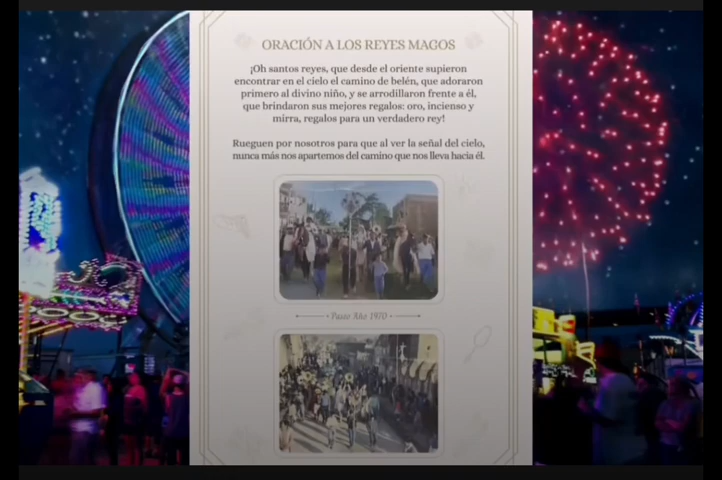 ORACIÓN A LOS REYES MAGOS
¡Oh santos reyes, que desde el oriente supieron
encontrar en el cielo el camino de belén, que adoraron
primero al divino niño, y se arrodillaron frente a él,
que brindaron sus mejores regalos: oro, incienso y
mirra, regalos para un verdadero rey!
Rueguen por nosotros para que al ver la señal del cielo,
nunca más nos apartemos del camino que nos lleva hacia él.
Paseo Año 1970